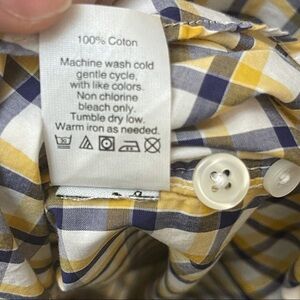 100% Coton
Machine wash cold
gentle cycle,
with like colors.
Non chlorine
bleach only.
Tumble dry low.
Warm iron as needed.